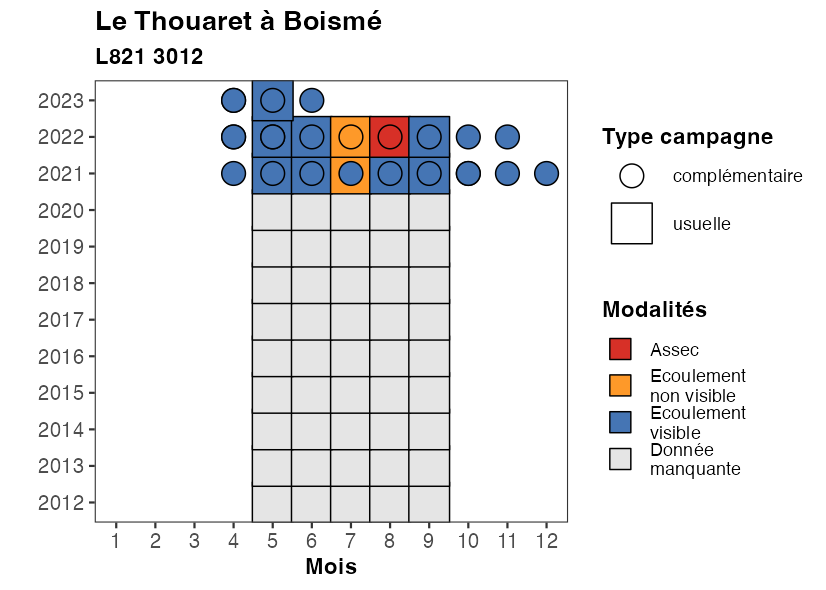 Le Thouaret à Boismé
L821 3012
2023
2022
2021
2020
2019
2018
2017
2016
2015
2014
2013
2012
1 2 3 4 5 6 7 8 9 10 11 12
Mois
Type campagne
complémentaire
usuelle
Modalités
Assec
Ecoulement
non visible
Ecoulement
visible
Donnée
manquante